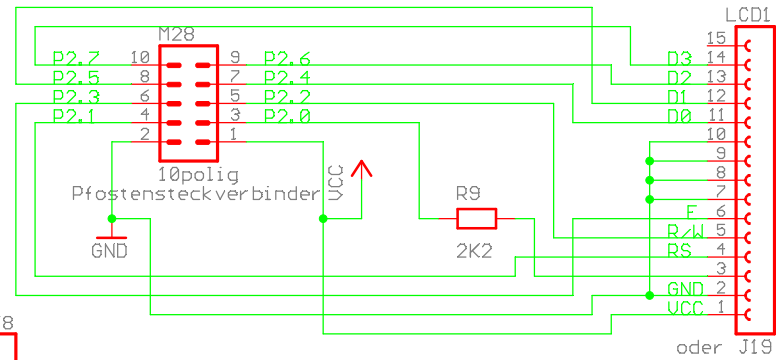 LCD1
M28
15
P2.7 10 9 P2.6 D3 14
P2.5 8 7 P2.4 D2 13
P2.3 6 5 P2.2 D1 12
P2.1 4 3 P2.0 D0 11
2 1 10
9
10polig
Pfostensteckverbinder
VCC
8
R9 7
E 6
R/W 5
GND 2K2 RS 4
3
GND 2
VCC 1
8
oder J19